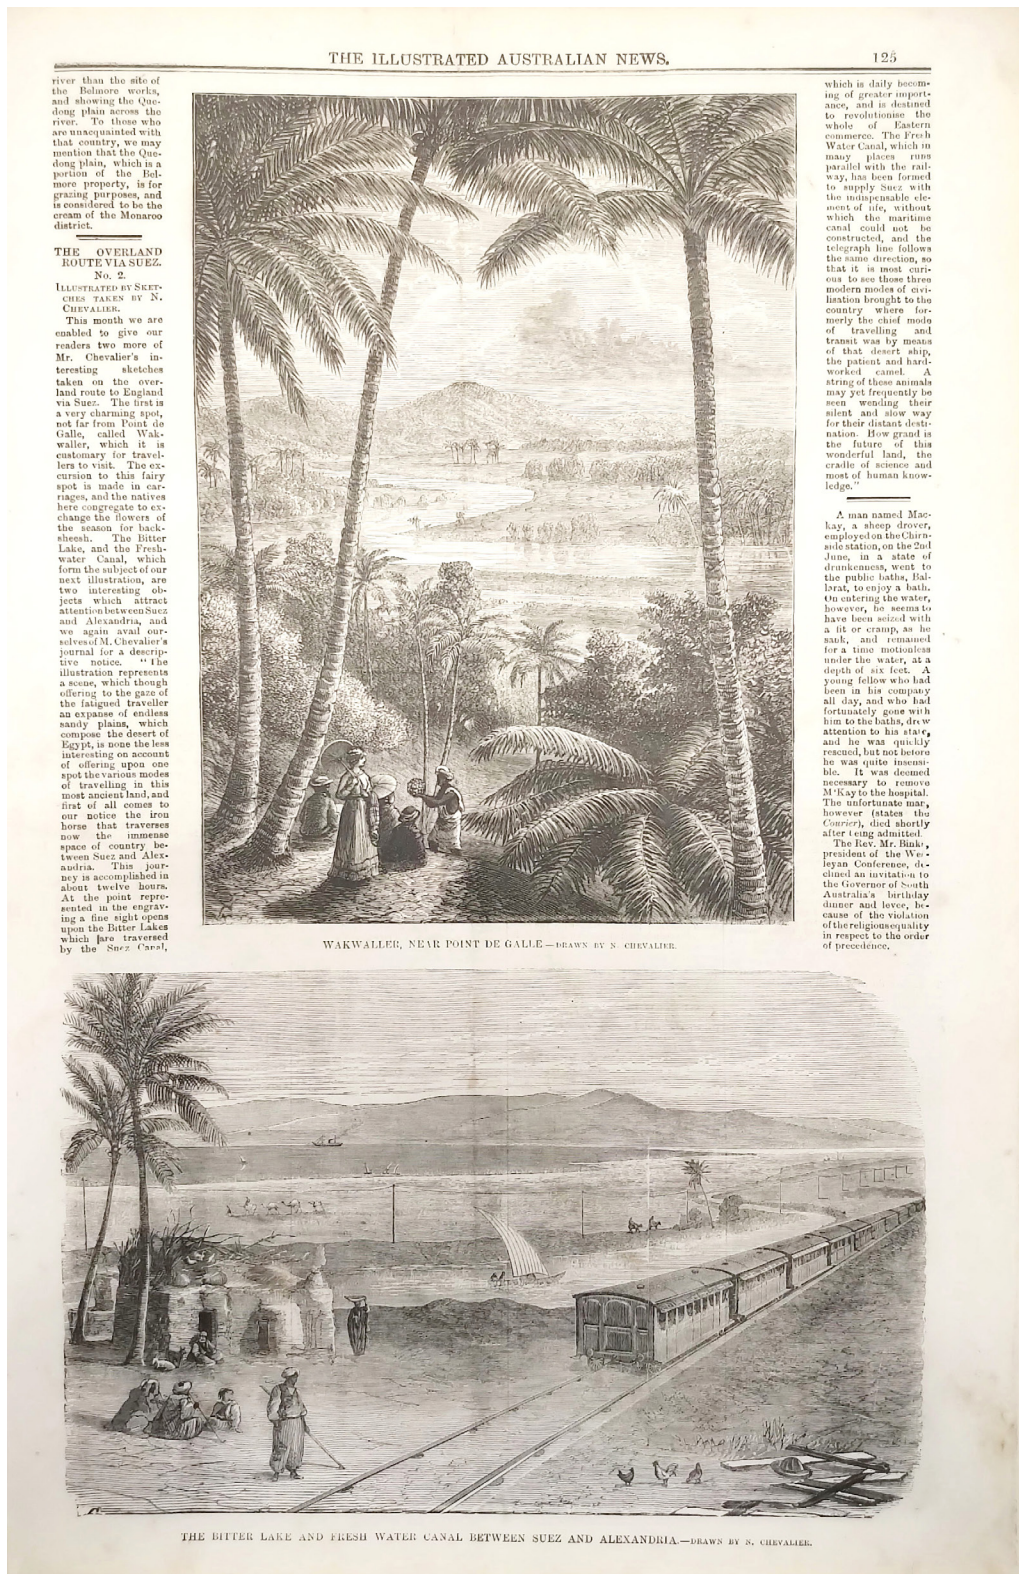 THE ILLUSTRATED AUSTRALIAN NEWS.
125
river than the site of
the Belmore works,
and showing the Que-
dong plain across the
river. To those who
are unacquainted with
that country, we may
mention that the Que-
dong plain, which is a
portion of the Bel-
more property, is for
grazing purposes, and
is considered to be the
cream of the Monaroo
district.
THE OVERLAND
ROUTE VIA SUEZ.
No. 2.
ILLUSTRATED BY SKET-
CHES TAKEN BY N.
CHEVALIER.
This month we are
enabled to give our
readers two more of
Mr. Chevalier's in-
teresting sketches
taken on the over-
land route to England
via Suez. The first is
a very charming spot,
not far from Point de
Galle, called Wak-
waller, which it is
customary for travel-
lers to visit. The ex-
cursion to this fairy
spot is made in car-
riages, and the natives
here congregate to ex-
change the flowers of
the season for back-
sheesh. The Bitter
Lake, and the Fresh-
water Canal, which
form the subject of our
next illustration, are
two interesting ob-
jects which attract
attention between Suez
and Alexandria, and
we again avail our-
selves of M. Chevalier's
journal for a descrip-
tive notice. "The
illustration represents
a scene, which though
offering to the gaze of
the fatigued traveller
an expanse of endless
sandy plains, which
compose the desert of
Egypt, is none the less
interesting on account
of offering upon one
spot the various modes
of travelling in this
most ancient land, and
first of all comes to
our notice the iron
horse that traverses
now the immense
space of country be-
tween Suez and Alex-
andria. This jour-
ney is accomplished in
about twelve hours.
At the point repre-
sented in the engrav-
ing a fine sight opens
upon the Bitter Lakes
which are traversed
by the Suez Canal,
which is daily becom-
ing of greater import-
ance, and is destined
to revolutionise the
whole of Eastern
commerce. The Fresh
Water Canal, which in
many places runs
parallel with the rail-
way, has been formed
to supply Suez with
the indispensable ele-
ment of life, without
which the maritime
canal could not be
constructed, and the
telegraph line follows
the same direction, so
that it is most curi-
ous to see those three
modern modes of civi-
lisation brought to the
country where for-
merly the chief mode
of travelling and
transit was by means
of that desert ship,
the patient and hard-
worked camel. A
string of these animals
may yet frequently be
seen wending their
silent and slow way
for their distant desti-
nation. How grand is
the future of this
wonderful land, the
cradle of science and
most of human know-
ledge."
A man named Mac-
kay, a sheep drover,
employed on the Chirn-
side station, on the 2nd
June, in a state of
drunkenness, went to
the public baths, Bal-
larat, to enjoy a bath.
On entering the water,
however, he seems to
have been seized with
a fit or cramp, as he
sank, and remained
for a time motionless
under the water, at a
depth of six feet. A
young fellow who had
been in his company
all day, and who had
fortunately gone with
him to the baths, drew
attention to his state,
and he was quickly
rescued, but not before
he was quite insensi-
ble. It was deemed
necessary to remove
M'Kay to the hospital.
The unfortunate man,
however (states the
Courier), died shortly
after being admitted.
The Rev. Mr. Binks,
president of the Wes-
leyan Conference, de-
clined an invitation to
the Governor of South
Australia's birthday
dinner and levee, be-
cause of the violation
of the religious equality
in respect to the order
of precedence.
WAKWALLER, NEAR POINT DE GALLE.—DRAWN BY N. CHEVALIER.
THE BITTER LAKE AND FRESH WATER CANAL BETWEEN SUEZ AND ALEXANDRIA.—DRAWN BY N. CHEVALIER.